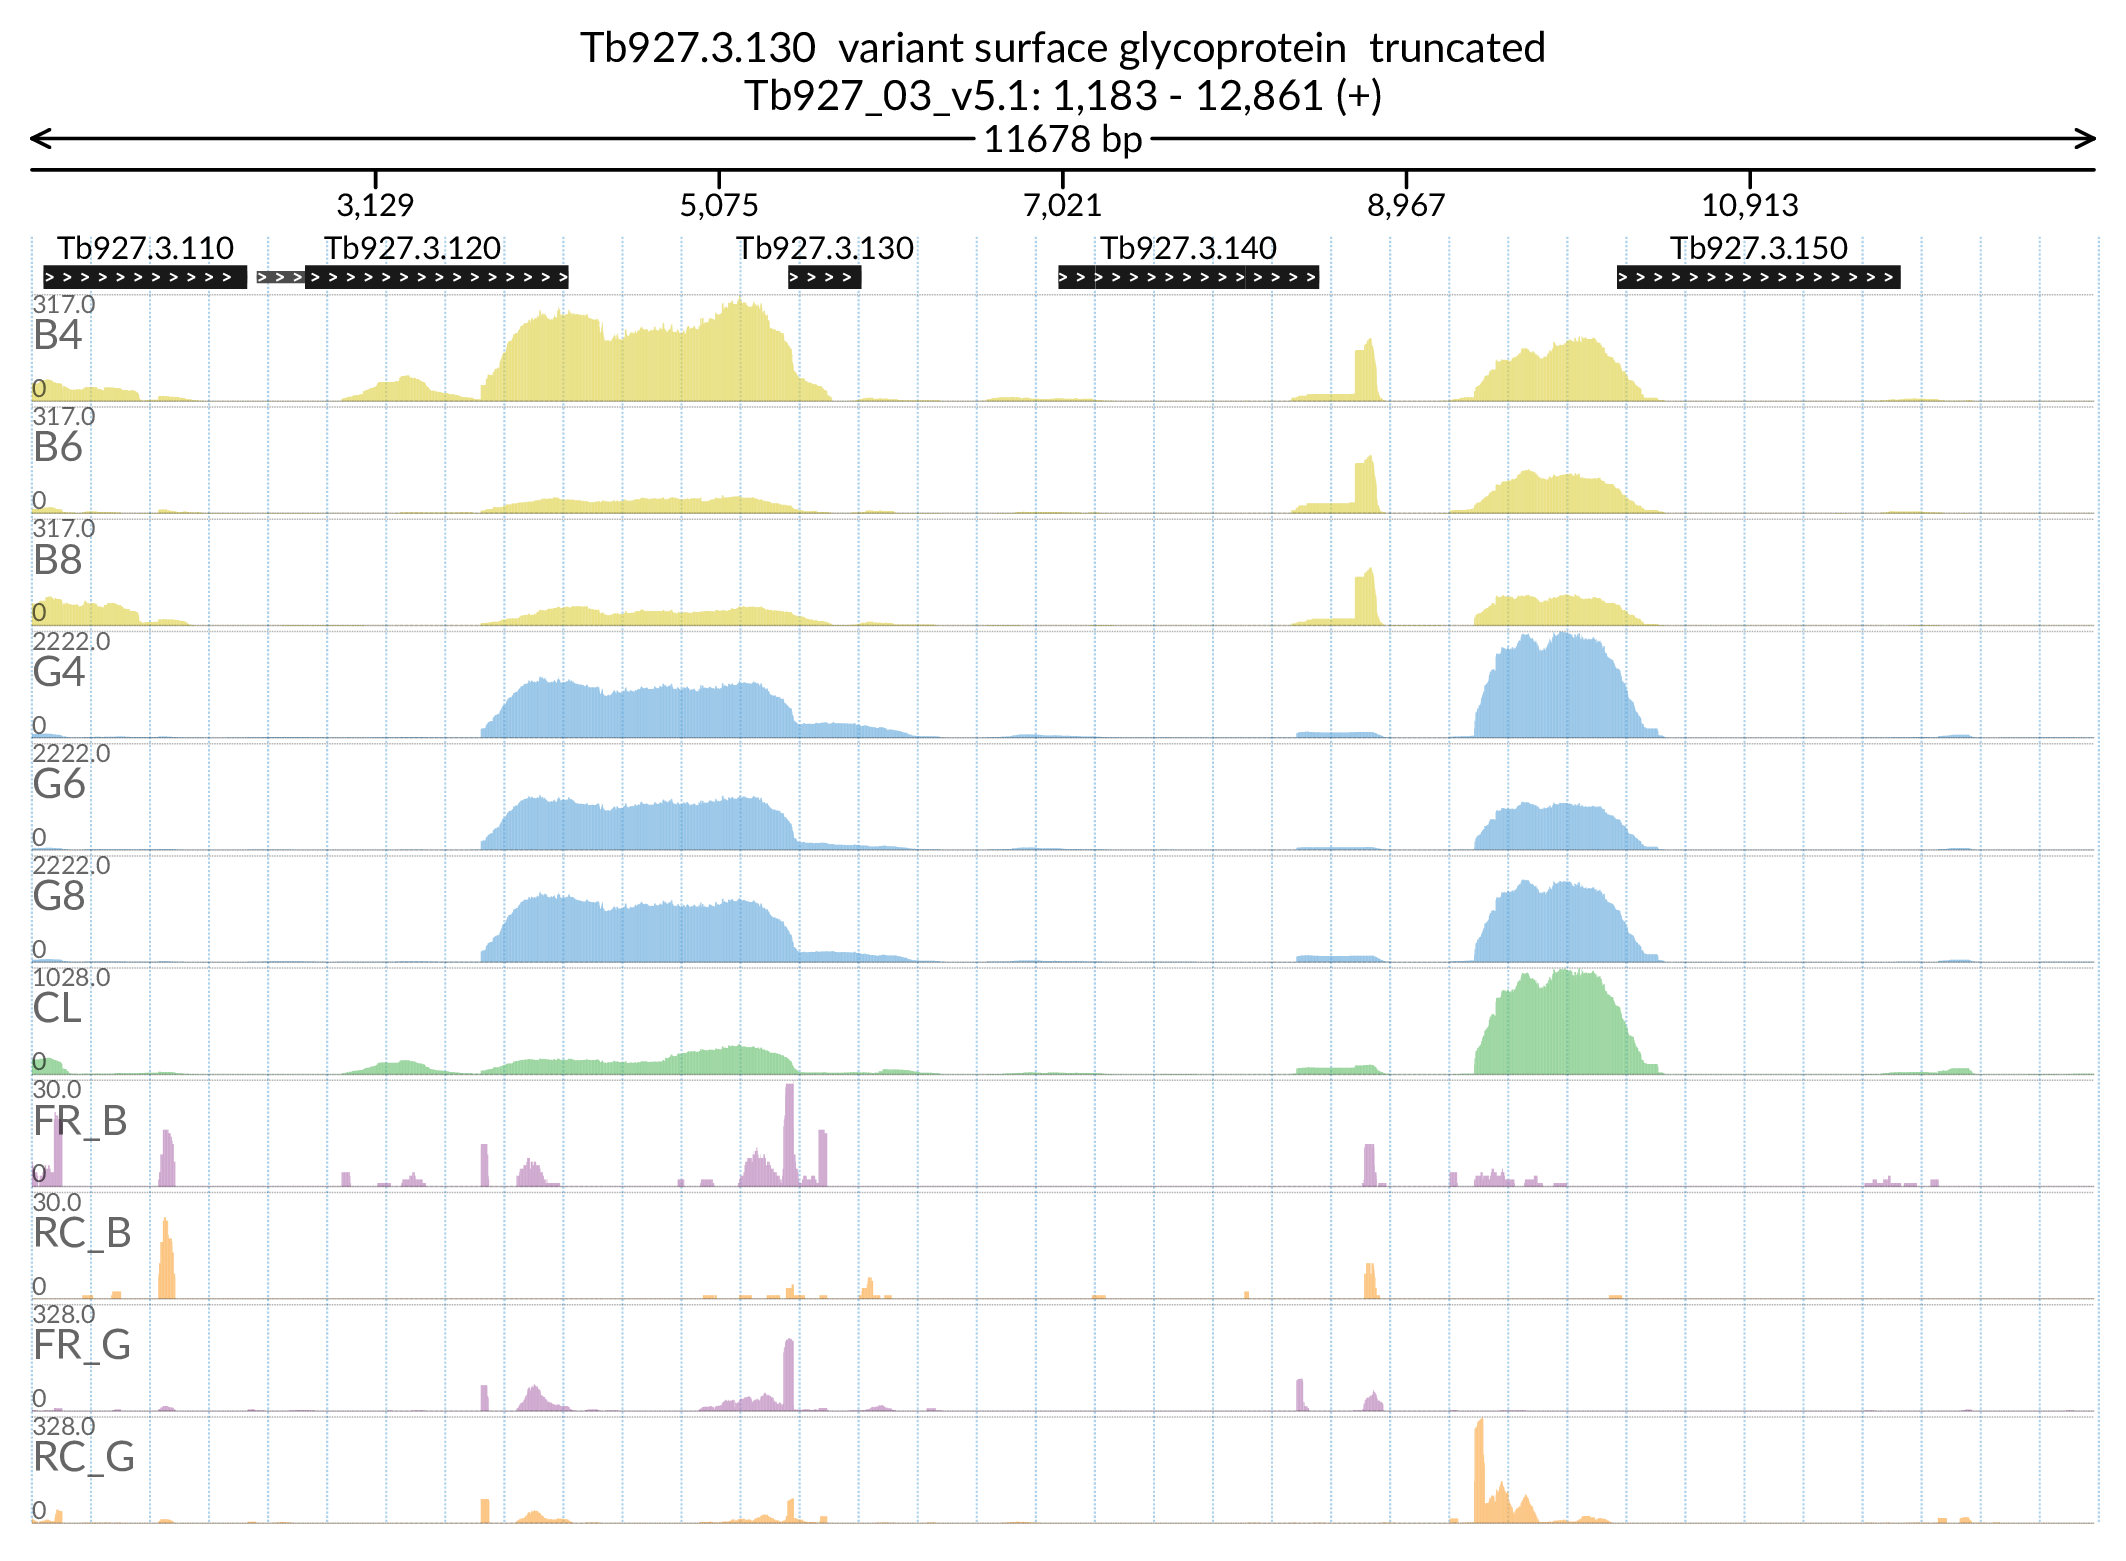 Tb927.3.130 variant surface glycoprotein truncated
Tb927_03_v5.1: 1,183 - 12,861 (+)
11678 bp
3,129 5,075 7,021 8,967 10,913
Tb927.3.110 Tb927.3.120 Tb927.3.130 Tb927.3.140 Tb927.3.150
317.0
B4
0
317.0
B6
0
317.0
B8
0
2222.0
G4
0
2222.0
G6
0
2222.0
G8
0
1028.0
CL
0
30.0
FR_B
0
30.0
RC_B
0
328.0
FR_G
0
328.0
RC_G
0